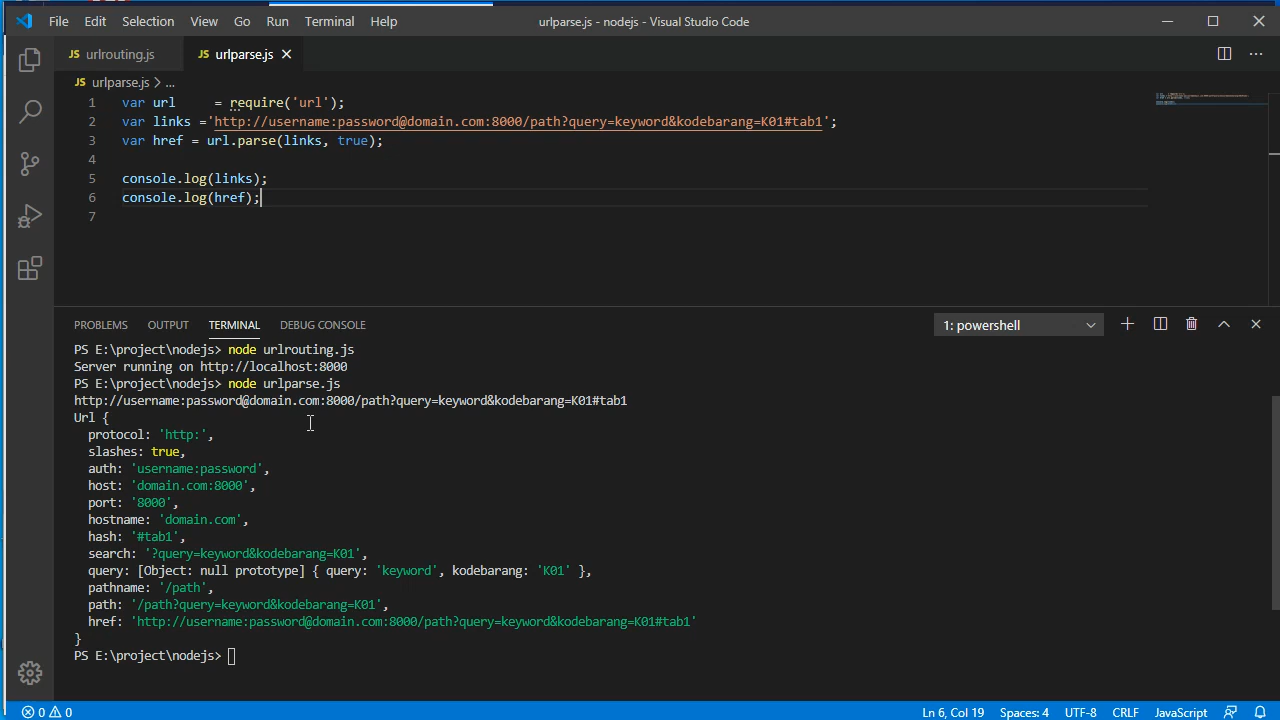 File Edit Selection View Go Run Terminal Help urlparse.js - nodejs - Visual Studio Code
JS urlrouting.js JS urlparse.js
JS urlparse.js > ...
1 var url     = require('url');
2 var links ='http://username:password@domain.com:8000/path?query=keyword&kodebarang=K01#tab1';
3 var href = url.parse(links, true);
4
5 console.log(links);
6 console.log(href);
7
PROBLEMS OUTPUT TERMINAL DEBUG CONSOLE 1: powershell
PS E:\project\nodejs> node urlrouting.js
Server running on http://localhost:8000
PS E:\project\nodejs> node urlparse.js
http://username:password@domain.com:8000/path?query=keyword&kodebarang=K01#tab1
Url {
  protocol: 'http:',
  slashes: true,
  auth: 'username:password',
  host: 'domain.com:8000',
  port: '8000',
  hostname: 'domain.com',
  hash: '#tab1',
  search: '?query=keyword&kodebarang=K01',
  query: [Object: null prototype] { query: 'keyword', kodebarang: 'K01' },
  pathname: '/path',
  path: '/path?query=keyword&kodebarang=K01',
  href: 'http://username:password@domain.com:8000/path?query=keyword&kodebarang=K01#tab1'
}
PS E:\project\nodejs>
0 0 Ln 6, Col 19 Spaces: 4 UTF-8 CRLF JavaScript